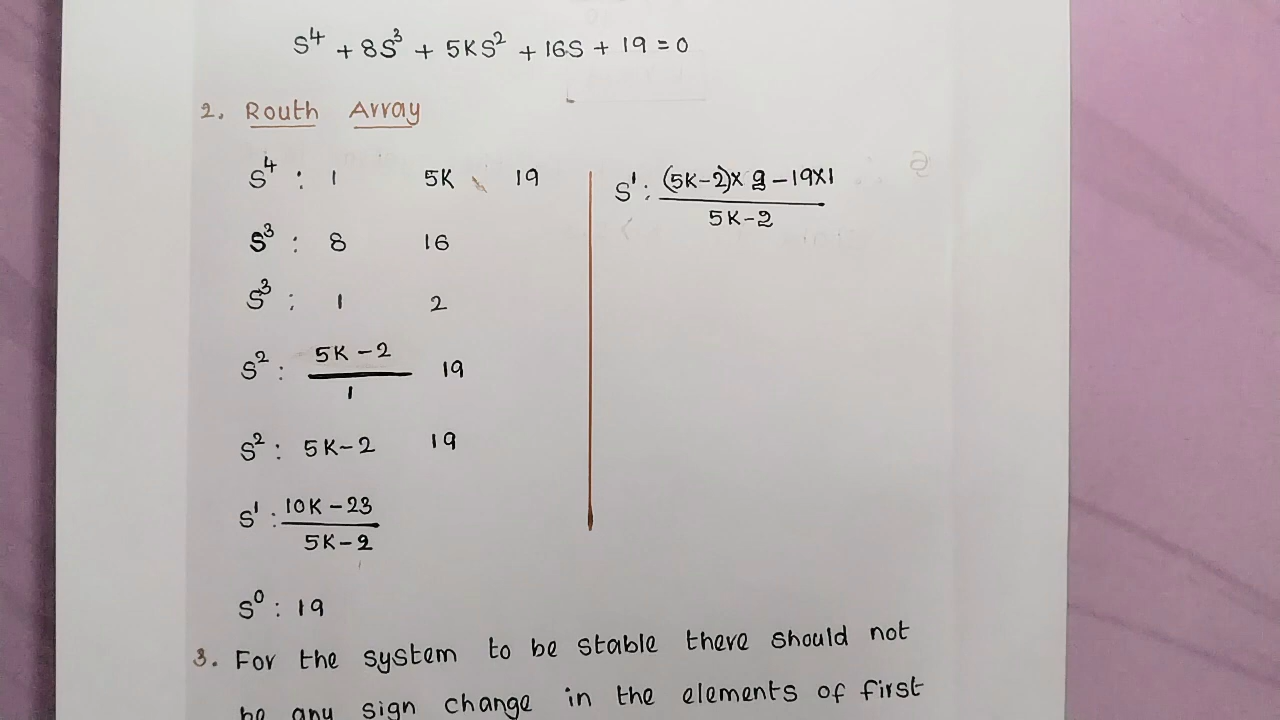 S⁴ + 8S³ + 5KS² + 16S + 19 = 0
2. Routh Array
S⁴ : 1 5K 19
S³ : 8 16
S³ : 1 2
S² : 5K-2 / 1 19
S² : 5K-2 19
S¹ : 10K-23 / 5K-2
S⁰ : 19
S¹ : (5K-2)x 2 - 19x1 / 5K-2
3. For the system to be stable there should not
be any sign change in the elements of first